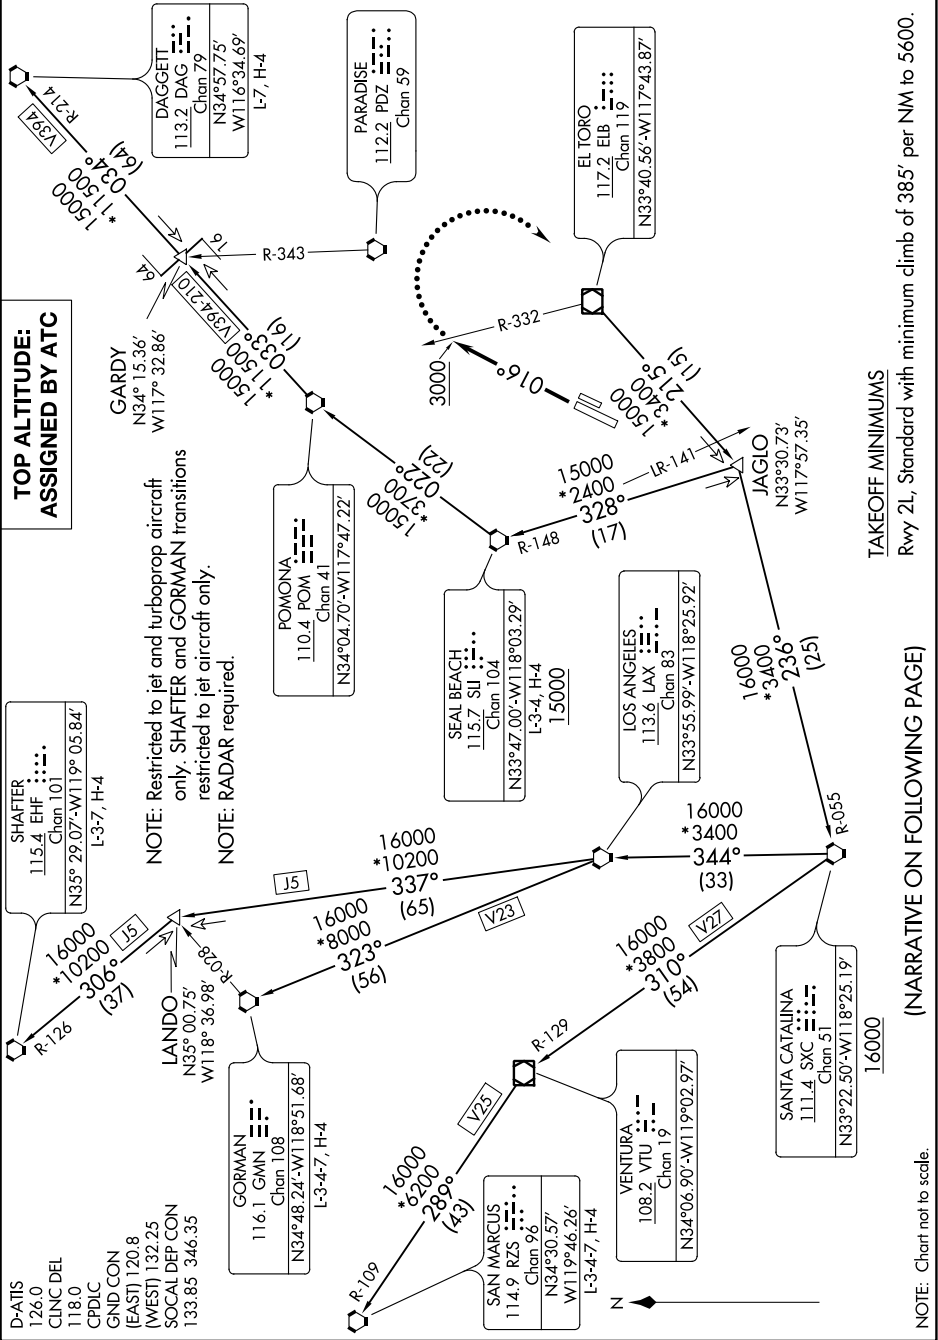 D-ATIS
126.0
CLNC DEL
118.0
CPDLC
GND CON
(EAST) 120.8
(WEST) 132.25
SOCAL DEP CON
133.85 346.35
TOP ALTITUDE:
ASSIGNED BY ATC
SHAFTER
115.4 EHF
Chan 101
N35° 29.07'-W119° 05.84'
L-3-7, H-4
NOTE: Restricted to jet and turboprop aircraft
only. SHAFTER and GORMAN transitions
restricted to jet aircraft only.
NOTE: RADAR required.
R-126
16000
*10200
306°
(37)
J5
LANDO
N35° 00.75'
W118° 36.98'
R-028
GORMAN
116.1 GMN
Chan 108
N34°48.24'-W118°51.68'
L-3-4-7, H-4
J5
16000
*10200
337°
(65)
16000
*8000
323°
(56)
V23
GARDY
N34° 15.36'
W117° 32.86'
64
16
V394
R-214
15000
*11500
034°
(64)
DAGGETT
113.2 DAG
Chan 79
N34°57.75'
W116°34.69'
L-7, H-4
V394-210
15000
*11500
033°
(16)
R-343
PARADISE
112.2 PDZ
Chan 59
POMONA
110.4 POM
Chan 41
N34°04.70'-W117°47.22'
15000
*3700
022°
(22)
3000
R-332
016°
EL TORO
117.2 ELB
Chan 119
N33°40.56'-W117°43.87'
SEAL BEACH
115.7 SLI
Chan 104
N33°47.00'-W118°03.29'
L-3-4, H-4
15000
R-148
15000
*2400
328°
(17)
LR-141
15000
*3400
215°
(15)
JAGLO
N33°30.73'
W117°57.35'
LOS ANGELES
113.6 LAX
Chan 83
N33°55.99'-W118°25.92'
16000
*3400
344°
(33)
16000
*3400
236°
(25)
R-055
R-109
16000
*6200
289°
(43)
V25
R-129
16000
*3800
310°
(54)
V27
SAN MARCUS
114.9 RZS
Chan 96
N34°30.57'
W119°46.26'
L-3-4-7, H-4
VENTURA
108.2 VTU
Chan 19
N34°06.90'-W119°02.97'
SANTA CATALINA
111.4 SXC
Chan 51
N33°22.50'-W118°25.19'
16000
N
TAKEOFF MINIMUMS
Rwy 2L, Standard with minimum climb of 385' per NM to 5600.
(NARRATIVE ON FOLLOWING PAGE)
NOTE: Chart not to scale.